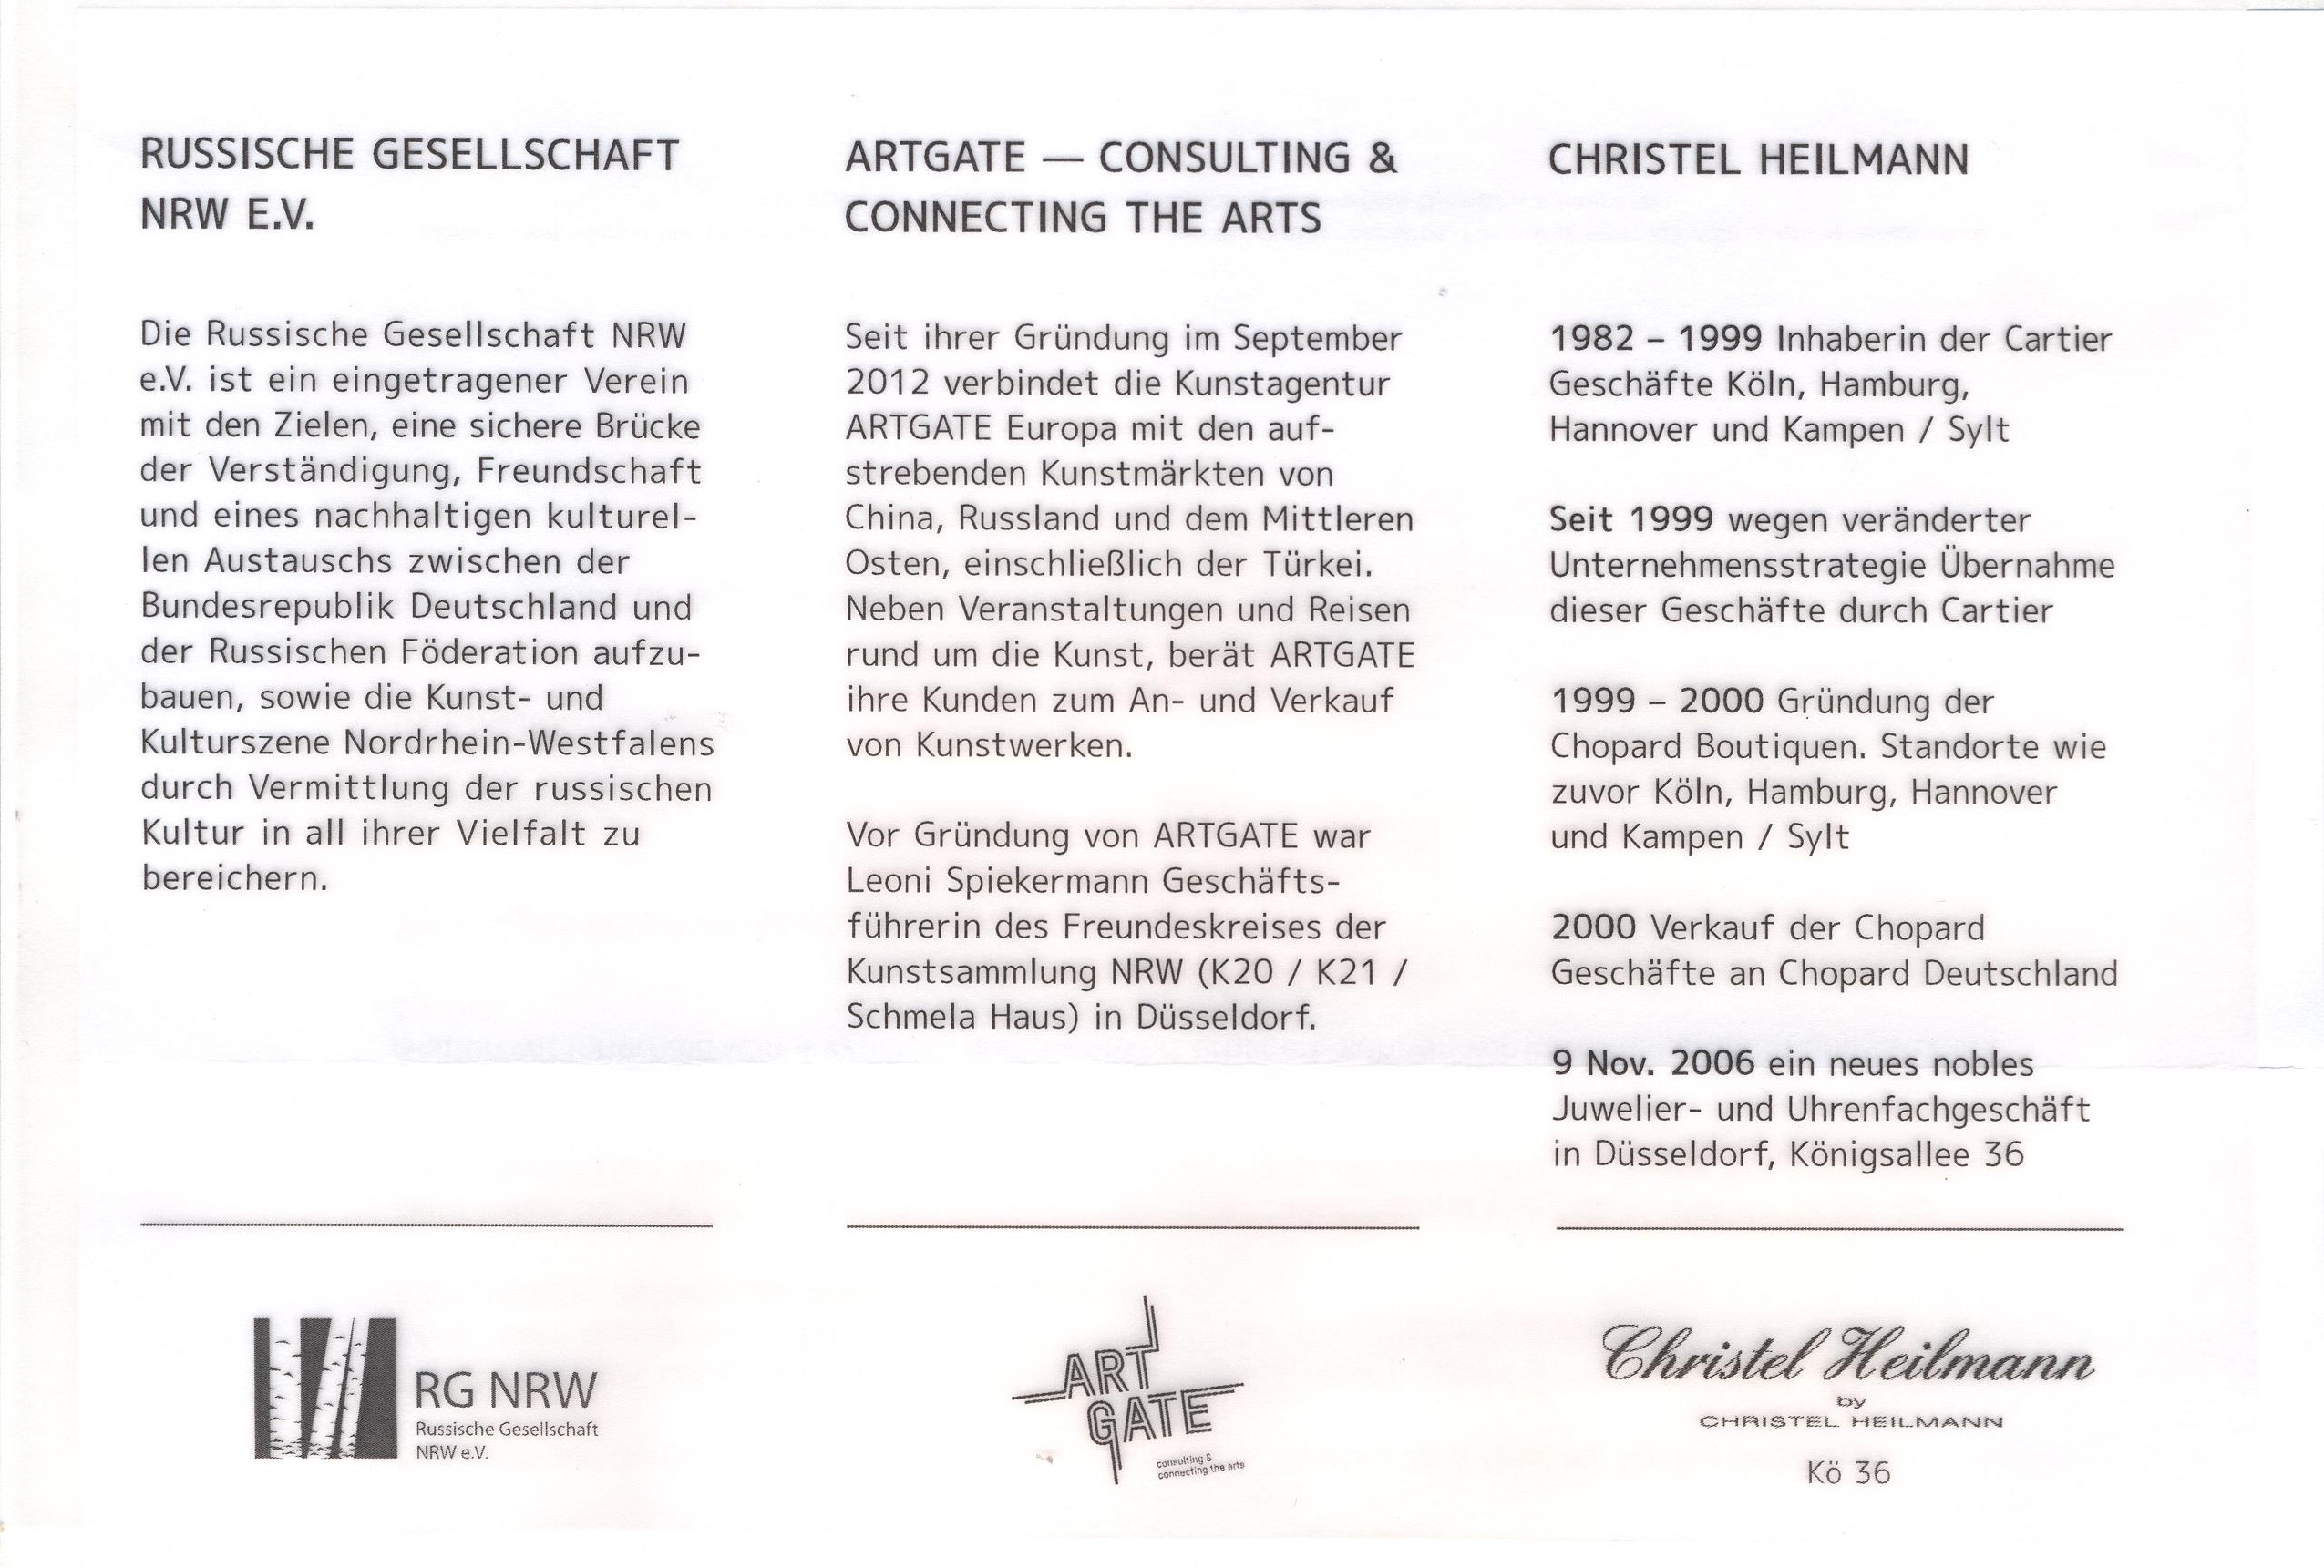 RUSSISCHE GESELLSCHAFT
NRW E.V.
Die Russische Gesellschaft NRW
e.V. ist ein eingetragener Verein
mit den Zielen, eine sichere Brücke
der Verständigung, Freundschaft
und eines nachhaltigen kulturel-
len Austauschs zwischen der
Bundesrepublik Deutschland und
der Russischen Föderation aufzu-
bauen, sowie die Kunst- und
Kulturszene Nordrhein-Westfalens
durch Vermittlung der russischen
Kultur in all ihrer Vielfalt zu
bereichern.
RG NRW
Russische Gesellschaft
NRW e.V.
ARTGATE — CONSULTING &
CONNECTING THE ARTS
Seit ihrer Gründung im September
2012 verbindet die Kunstagentur
ARTGATE Europa mit den auf-
strebenden Kunstmärkten von
China, Russland und dem Mittleren
Osten, einschließlich der Türkei.
Neben Veranstaltungen und Reisen
rund um die Kunst, berät ARTGATE
ihre Kunden zum An- und Verkauf
von Kunstwerken.
Vor Gründung von ARTGATE war
Leoni Spiekermann Geschäfts-
führerin des Freundeskreises der
Kunstsammlung NRW (K20 / K21 /
Schmela Haus) in Düsseldorf.
ART
GATE
consulting &
connecting the arts
CHRISTEL HEILMANN
1982 – 1999 Inhaberin der Cartier
Geschäfte Köln, Hamburg,
Hannover und Kampen / Sylt
Seit 1999 wegen veränderter
Unternehmensstrategie Übernahme
dieser Geschäfte durch Cartier
1999 – 2000 Gründung der
Chopard Boutiquen. Standorte wie
zuvor Köln, Hamburg, Hannover
und Kampen / Sylt
2000 Verkauf der Chopard
Geschäfte an Chopard Deutschland
9 Nov. 2006 ein neues nobles
Juwelier- und Uhrenfachgeschäft
in Düsseldorf, Königsallee 36
Christel Heilmann
by
CHRISTEL HEILMANN
Kö 36